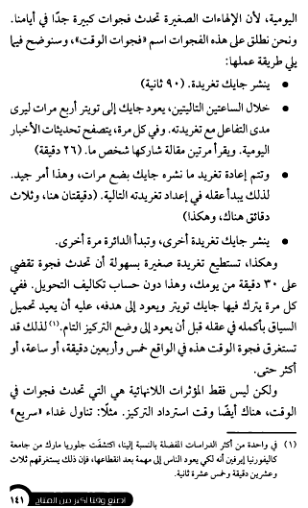 اليومية، لأن الإلهاءات الصغيرة تحدث فجوات كبيرة جدًا في أيامنا.
ونحن نطلق على هذه الفجوات اسم «فجوات الوقت»، وسنوضح فيما
يلي طريقة عملها:
• ينشر جايك تغريدة. (٩٠ ثانية)
• خلال الساعتين التاليتين، يعود جايك إلى تويتر أربع مرات ليرى
مدى التفاعل مع تغريدته. وفي كل مرة، يتصفح تحديثات الأخبار
اليومية. ويقرأ مرتين مقالة شاركها شخص ما. (٢٦ دقيقة)
• وتتم إعادة تغريد ما نشره جايك بضع مرات، وهذا أمر جيد.
لذلك يبدأ عقله في إعداد تغريدته التالية. (دقيقتان هنا، وثلاث
دقائق هناك، وهكذا)
• ينشر جايك تغريدة أخرى، وتبدأ الدائرة مرة أخرى.
وهكذا، تستطيع تغريدة صغيرة بسهولة أن تحدث فجوة تقضي
على ٣٠ دقيقة من يومك، وهذا دون حساب تكاليف التحويل. ففي
كل مرة يترك فيها جايك تويتر ويعود إلى هدفه، عليه أن يعيد تحميل
السياق بأكمله في عقله قبل أن يعود إلى وضع التركيز التام.(١) لذلك قد
تستغرق فجوة الوقت هذه في الواقع خمس وأربعين دقيقة، أو ساعة، أو
أكثر حتى.
ولكن ليس فقط المؤثرات اللانهائية هي التي تحدث فجوات في
الوقت، هناك أيضًا وقت استرداد التركيز. مثلًا: تناول غداء «سريع»
(١) في واحدة من أكثر الدراسات المفضلة بالنسبة إلينا، اكتشفت جلوريا مارك من جامعة
كاليفورنيا إيرفين أنه لكي يعود الناس إلى مهمة بعد انقطاعها، فإن ذلك يستغرقهم ثلاث
وعشرين دقيقة وخمس عشرة ثانية.
اصنع وقتا أكثر من المتاح ١٤١